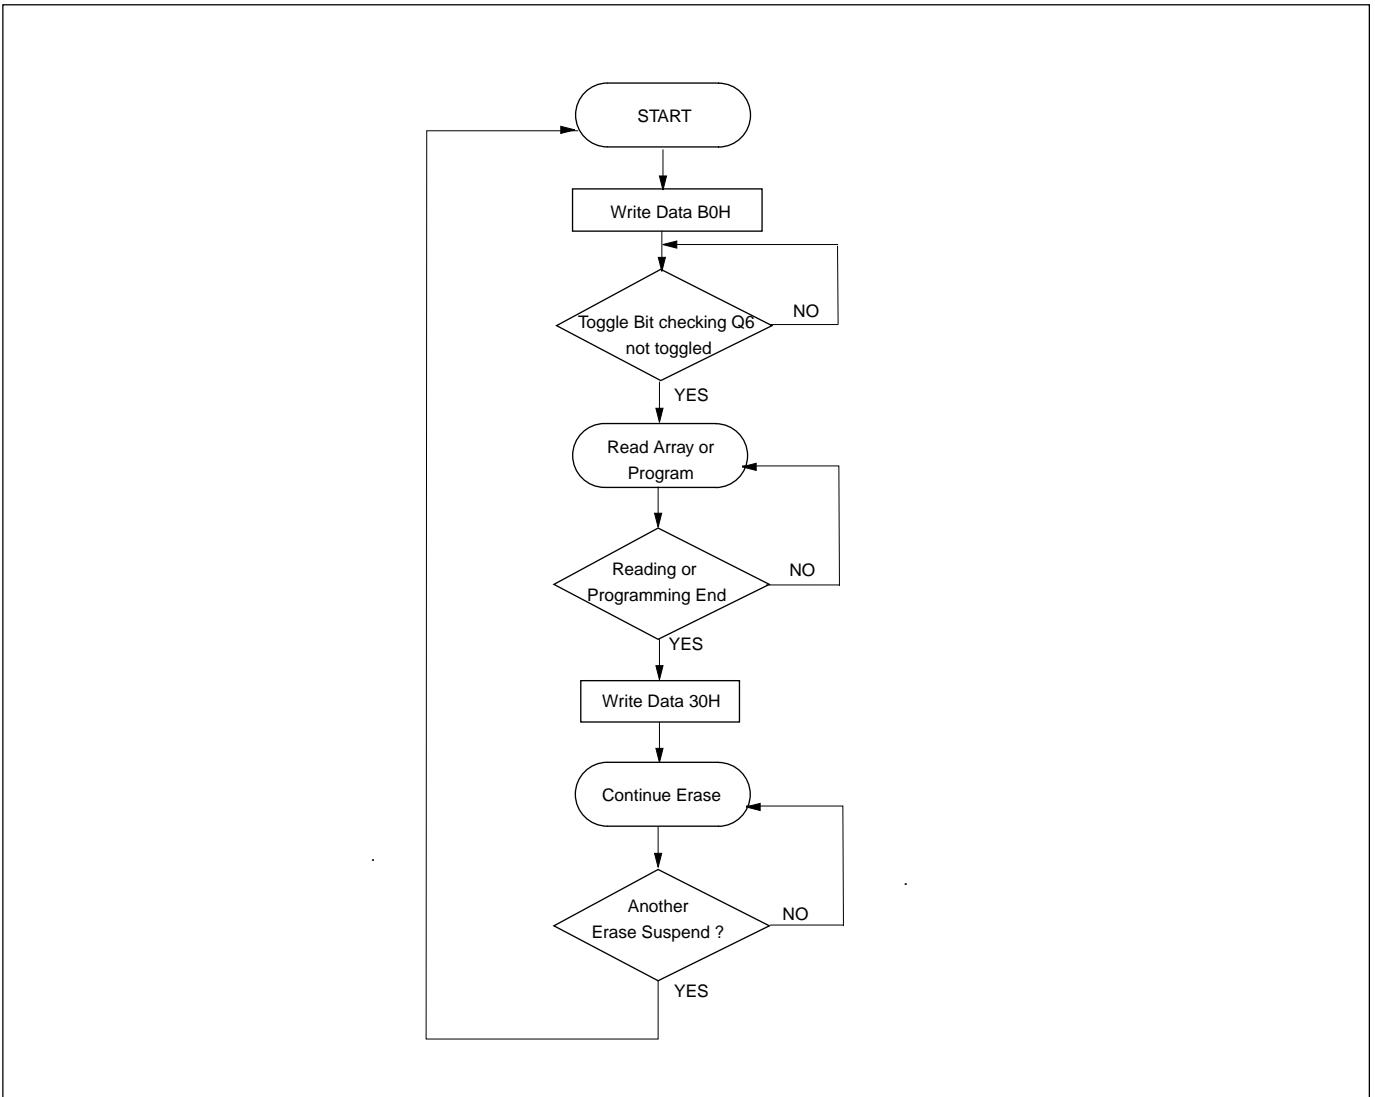 START
Write Data B0H
NO
Toggle Bit checking Q6
not toggled
YES
Read Array or
Program
Reading or
NO
Programming End
YES
Write Data 30H
Continue Erase
Another
NO
Erase Suspend ?
YES